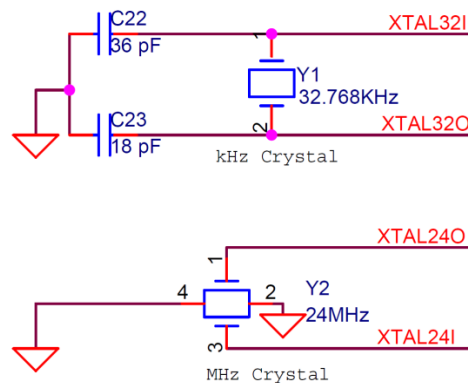 C22
36 pF
XTAL32I
1
Y1
32.768KHz
C23
18 pF
2
XTAL32O
kHz Crystal
XTAL24O
1
4
2
Y2
24MHz
3
XTAL24I
MHz Crystal